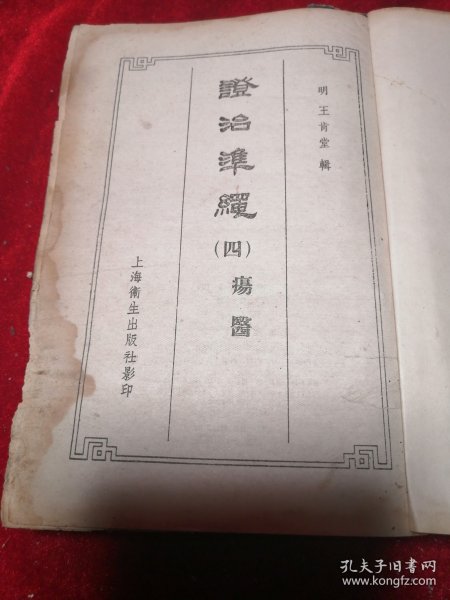 明 王肯堂 輯
證治準繩
(四) 瘍醫
上海衞生出版社影印
孔夫子旧书网
www.kongfz.com